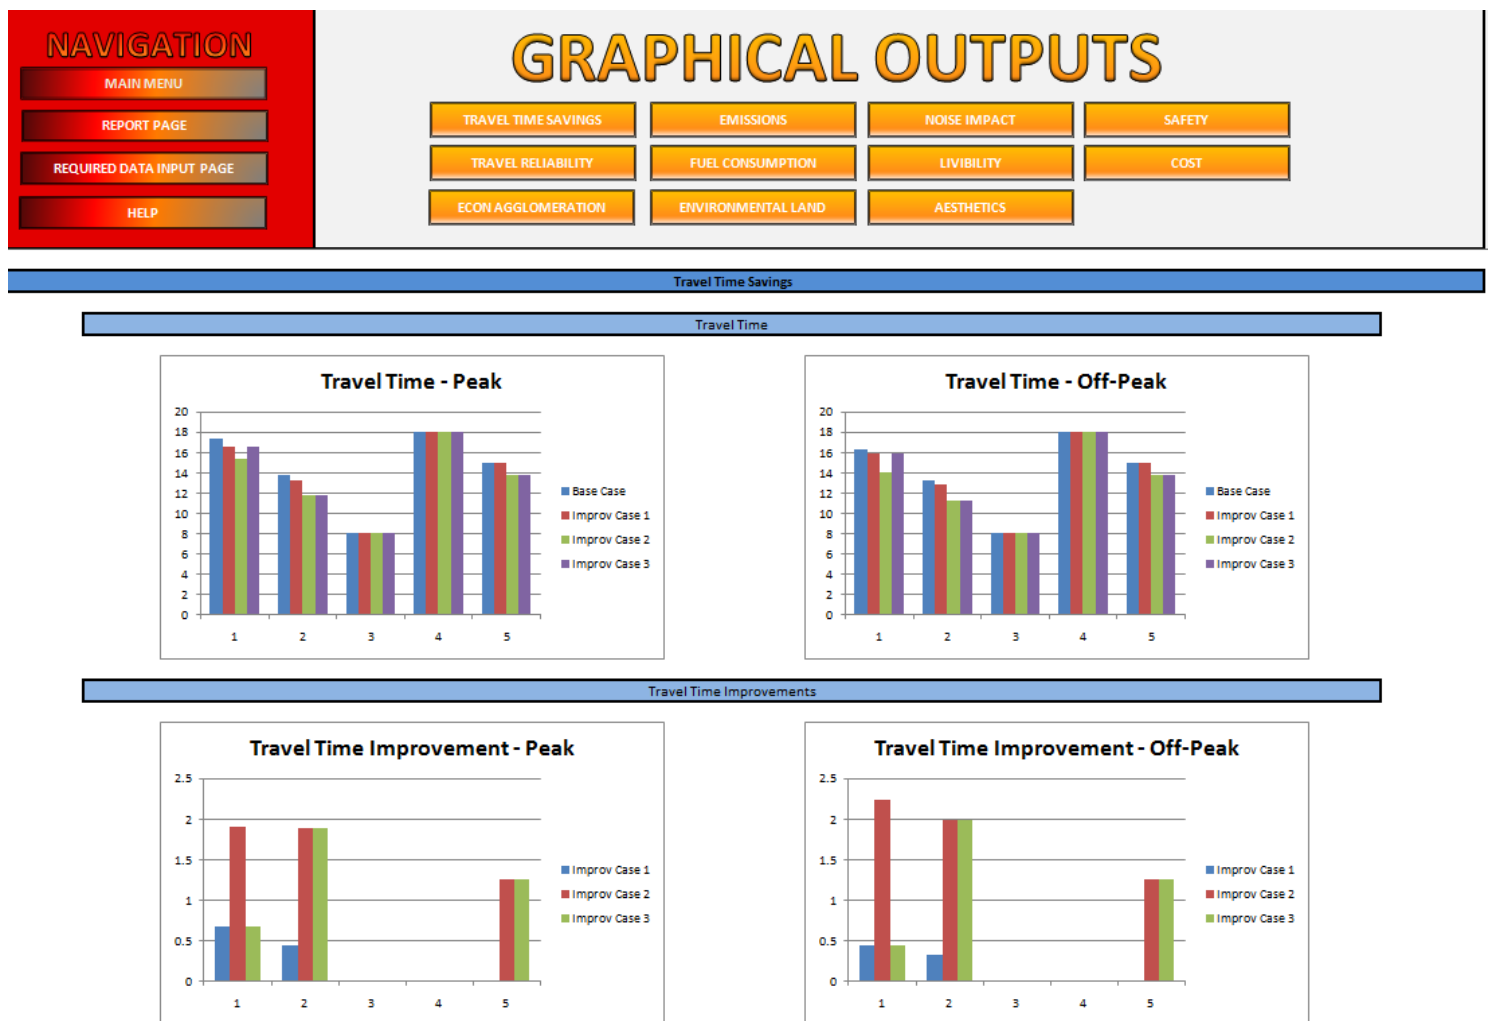 NAVIGATION
MAIN MENU
REPORT PAGE
REQUIRED DATA INPUT PAGE
HELP
GRAPHICAL OUTPUTS
TRAVEL TIME SAVINGS
EMISSIONS
NOISE IMPACT
SAFETY
TRAVEL RELIABILITY
FUEL CONSUMPTION
LIVIBILITY
COST
ECON AGGLOMERATION
ENVIRONMENTAL LAND
AESTHETICS
Travel Time Savings
Travel Time
Travel Time - Peak
20
18
16
14
12
10
8
6
4
2
0
1 2 3 4 5
Base Case
Improv Case 1
Improv Case 2
Improv Case 3
Travel Time - Off-Peak
20
18
16
14
12
10
8
6
4
2
0
1 2 3 4 5
Base Case
Improv Case 1
Improv Case 2
Improv Case 3
Travel Time Improvements
Travel Time Improvement - Peak
2.5
2
1.5
1
0.5
0
1 2 3 4 5
Improv Case 1
Improv Case 2
Improv Case 3
Travel Time Improvement - Off-Peak
2.5
2
1.5
1
0.5
0
1 2 3 4 5
Improv Case 1
Improv Case 2
Improv Case 3